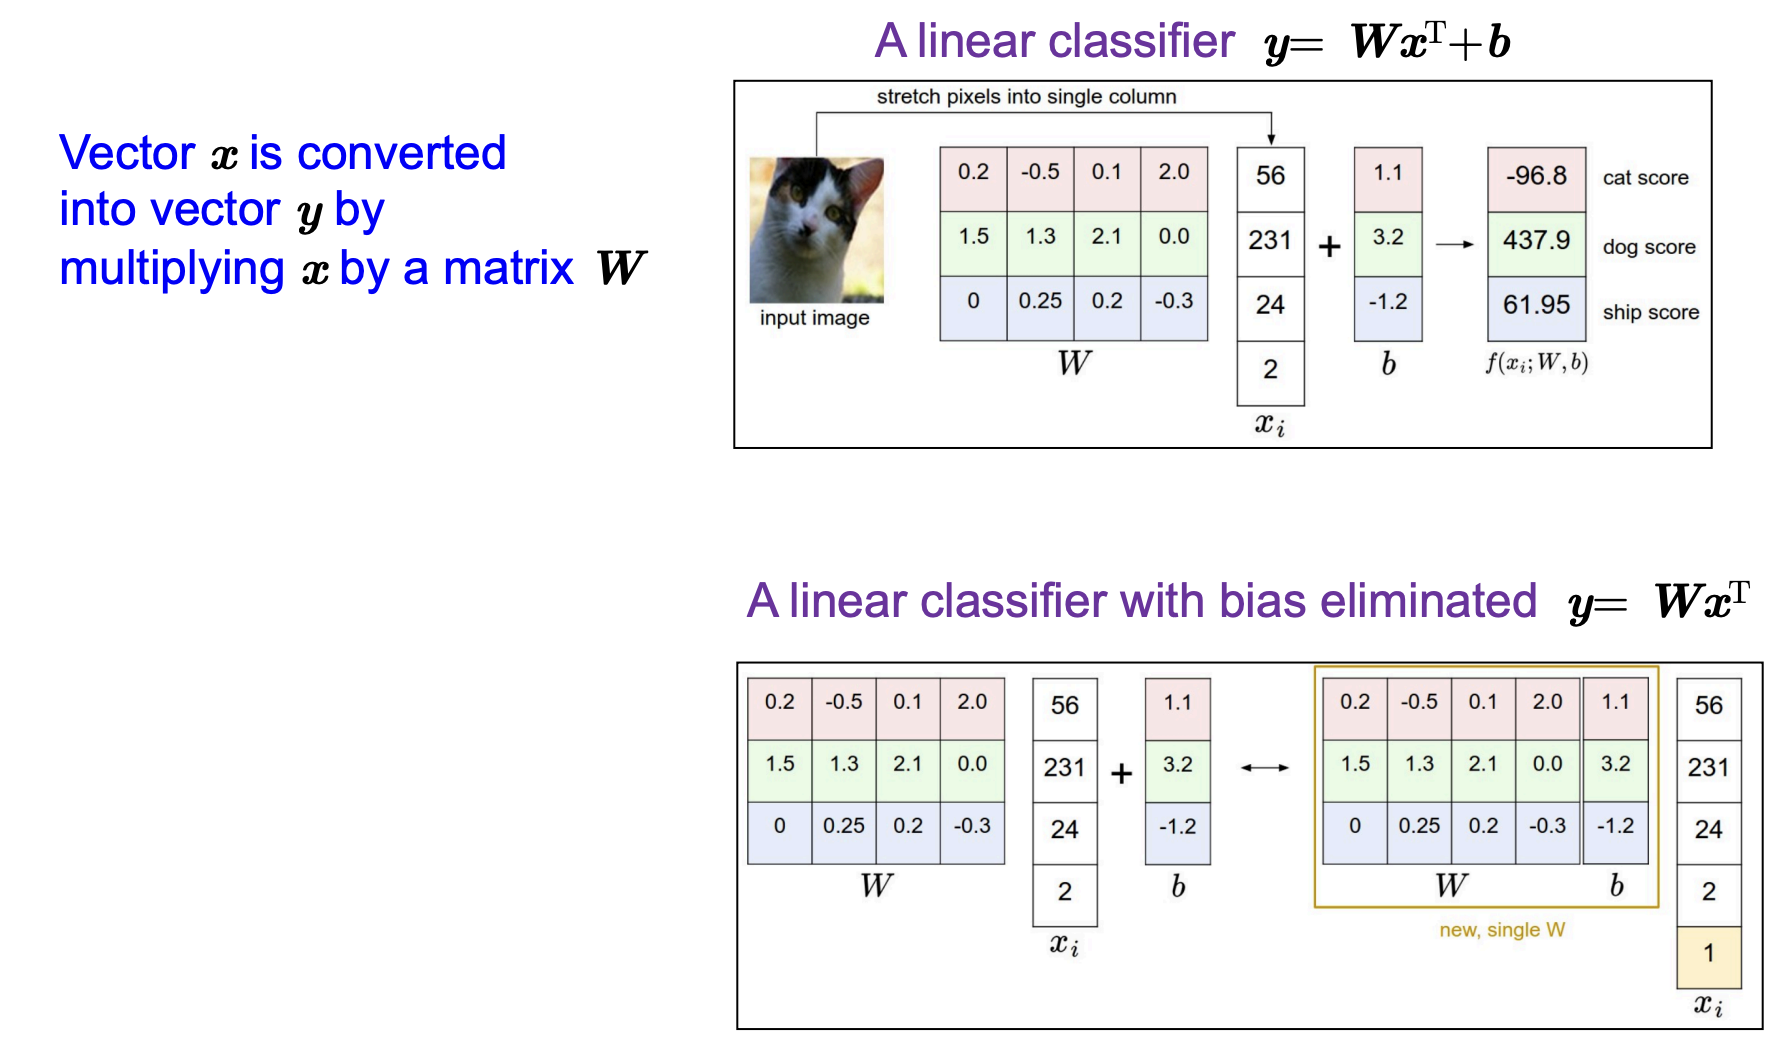 A linear classifier y= Wxᵀ+b
Vector x is converted
into vector y by
multiplying x by a matrix W
stretch pixels into single column
input image
0.2 -0.5 0.1 2.0
1.5 1.3 2.1 0.0
0 0.25 0.2 -0.3
W
56
231
24
2
xᵢ
+
1.1
3.2
-1.2
b
-96.8 cat score
437.9 dog score
61.95 ship score
f(xᵢ; W, b)
A linear classifier with bias eliminated y= Wxᵀ
0.2 -0.5 0.1 2.0
1.5 1.3 2.1 0.0
0 0.25 0.2 -0.3
W
56
231
24
2
xᵢ
+
1.1
3.2
-1.2
b
0.2 -0.5 0.1 2.0 1.1
1.5 1.3 2.1 0.0 3.2
0 0.25 0.2 -0.3 -1.2
W b
new, single W
56
231
24
2
1
xᵢ